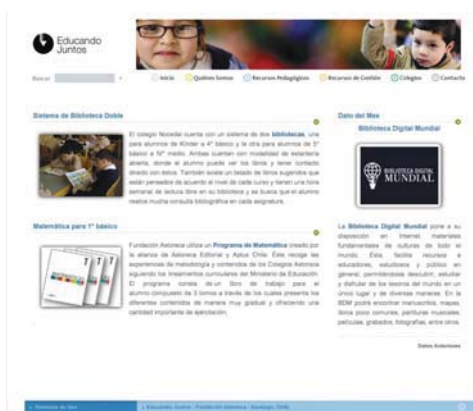 Educando
Juntos
Buscar
Inicio Quiénes Somos Recursos Pedagógicos Recursos de Gestión Colegios Contacto
Sistema de Biblioteca Doble
El colegio Nocedal cuenta con un sistema de dos bibliotecas, una
para alumnos de Kínder a 4° básico y la otra para alumnos de 5°
básico a IV° medio. Ambas cuentan con modalidad de estantería
abierta, donde el alumno puede ver los libros y tener contacto
directo con éstos. También existe un listado de libros sugeridos que
están pensados de acuerdo al nivel de cada curso y tienen una hora
semanal de lectura libre en su biblioteca y se busca que el alumno
realice mucha consulta bibliográfica en cada asignatura.
Matemática para 1° básico
Fundación Astoreca utiliza un Programa de Matemática creado por
la alianza de Astoreca Editorial y Aptus Chile. Éste recoge las
experiencias de metodología y contenidos de los Colegios Astoreca
siguiendo los lineamientos curriculares del Ministerio de Educación.
El programa consta de un libro de trabajo para el
alumno compuesto de 3 tomos a través de los cuales presenta los
diferentes contenidos de manera muy gradual y ofreciendo una
cantidad importante de ejercitación.
Dato del Mes
Biblioteca Digital Mundial
BIBLIOTECA DIGITAL
MUNDIAL
La Biblioteca Digital Mundial pone a su
disposición en Internet materiales
fundamentales de culturas de todo el
mundo. Ésta, facilita recursos a
educadores, estudiosos y público en
general, permitiéndoles descubrir, estudiar
y disfrutar de los tesoros del mundo en un
único lugar y de diversas maneras. En la
BDM podrá encontrar manuscritos, mapas,
libros poco comunes, partituras musicales,
películas, grabados, fotografías, entre otros.
Datos Anteriores
Términos de Uso
Educando Juntos - Fundación Astoreca - Santiago, Chile